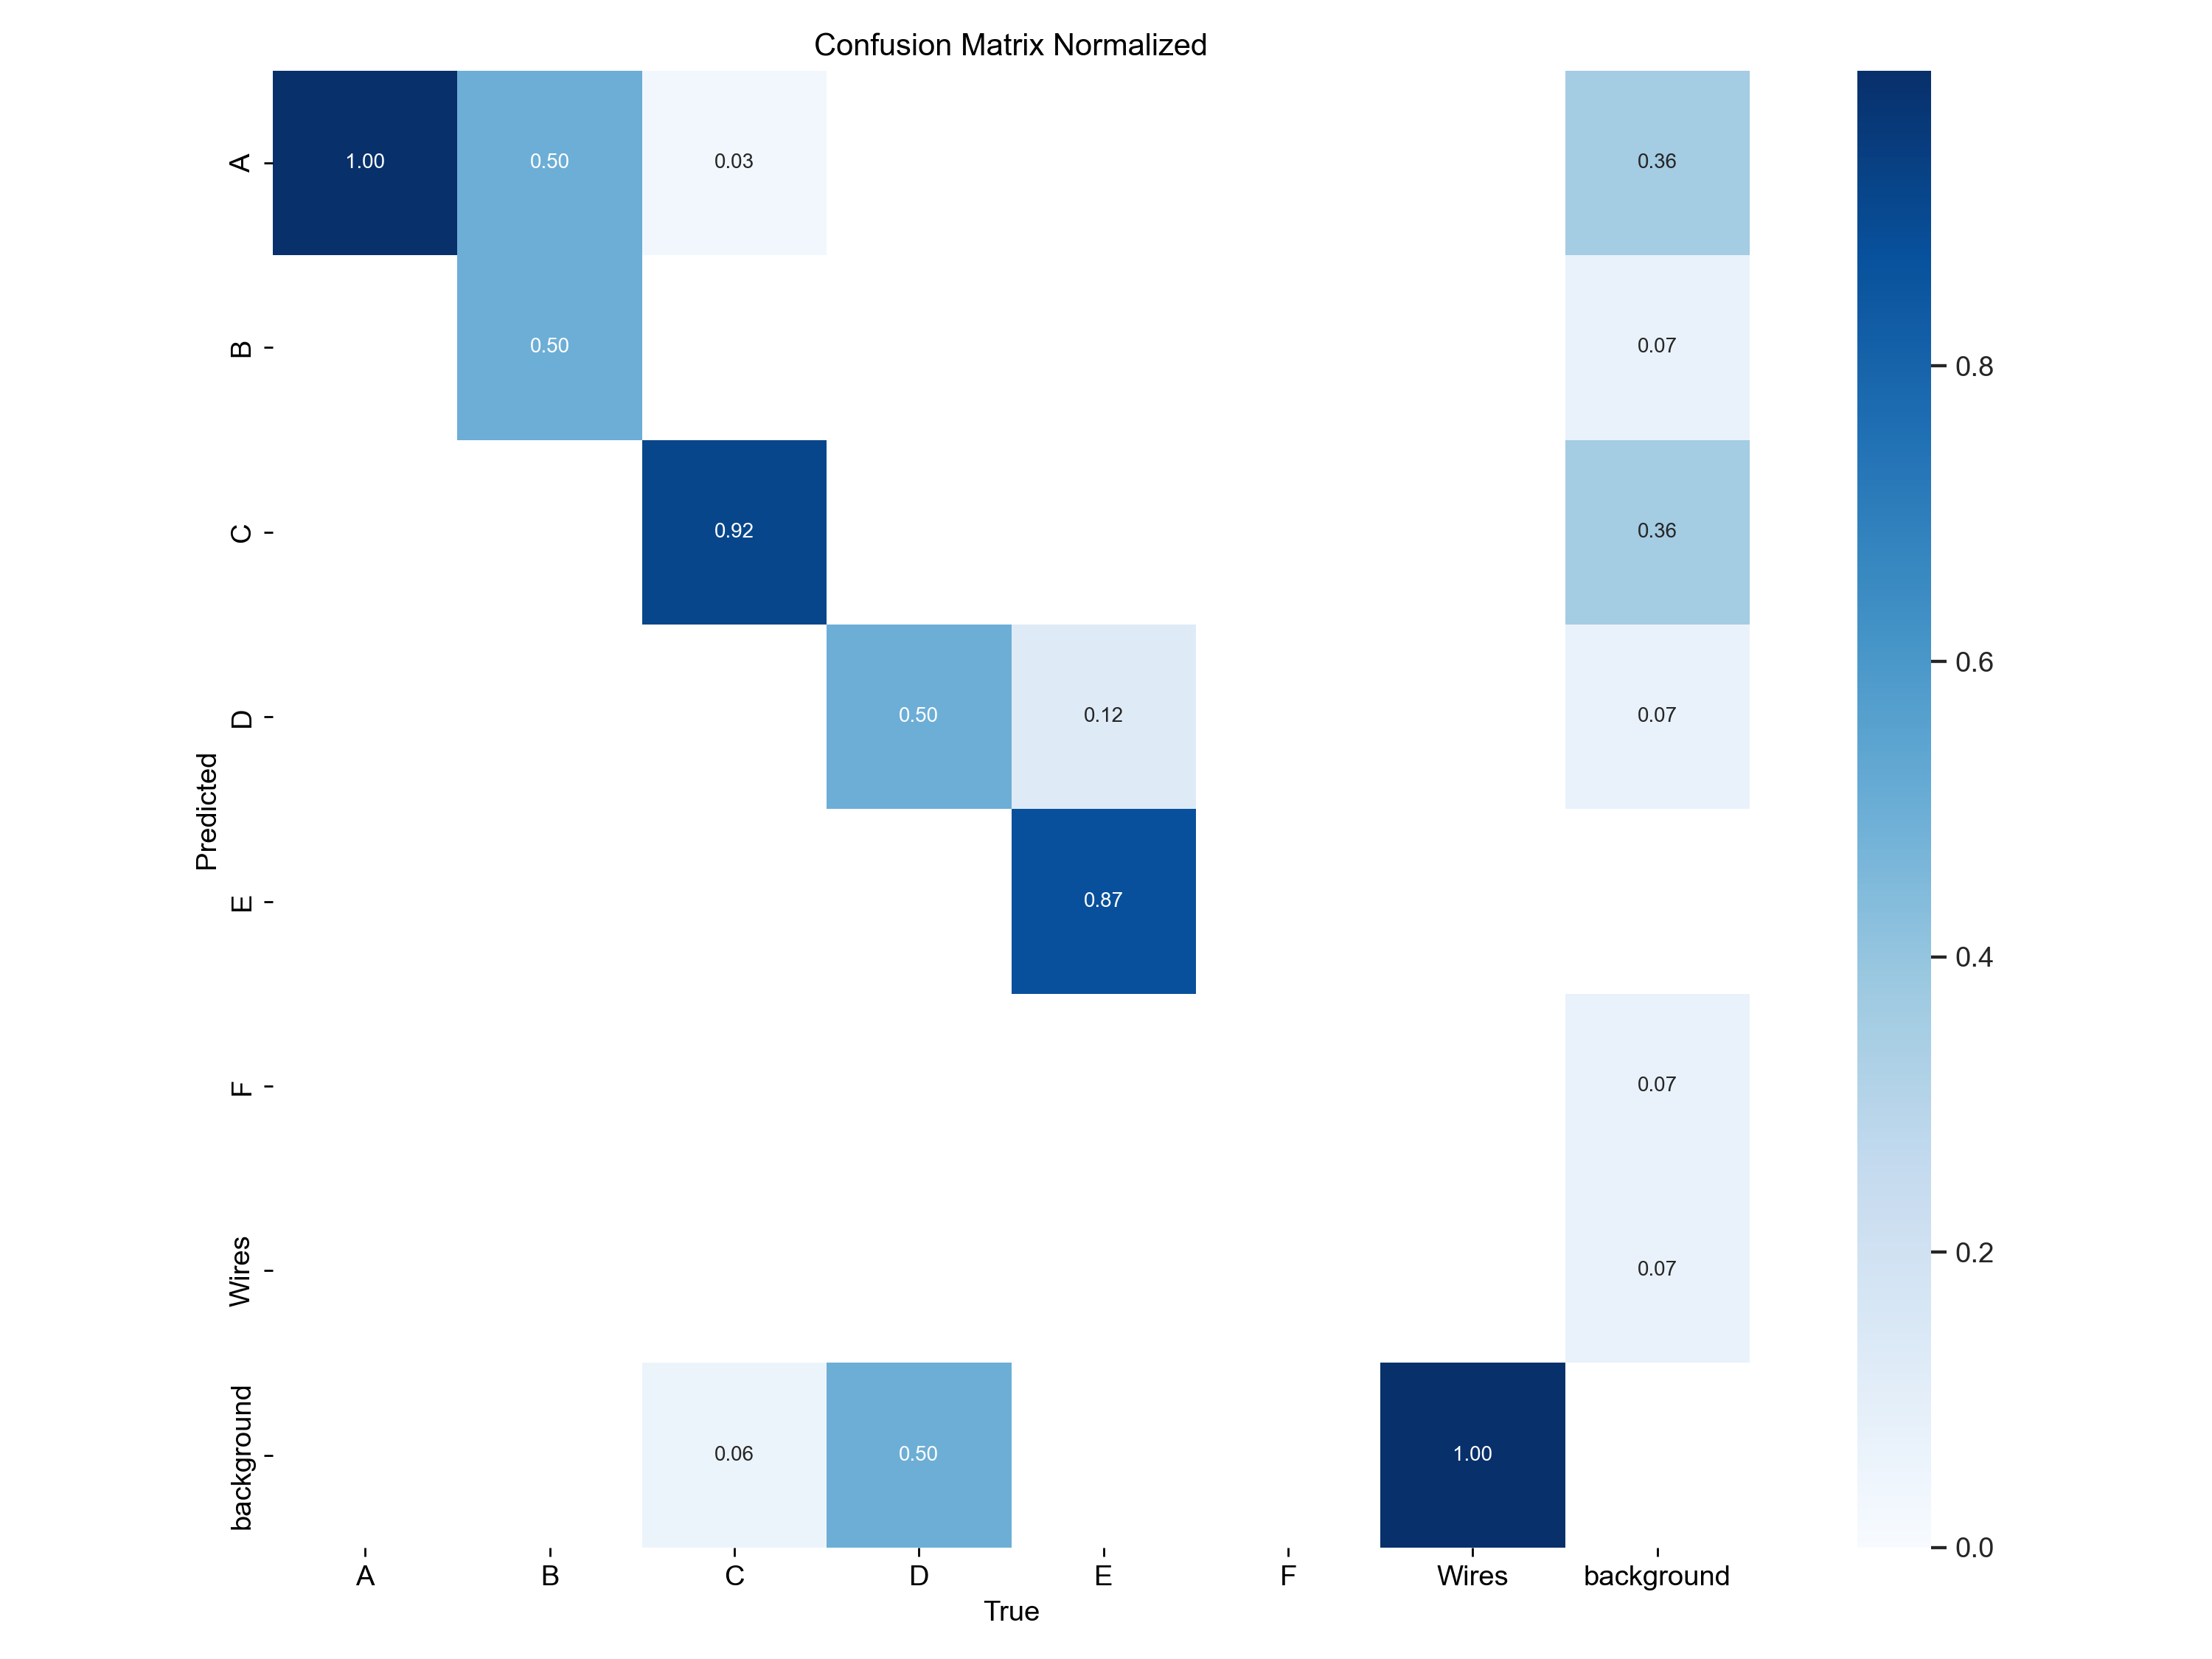 Confusion Matrix Normalized
A 1.00 0.50 0.03 0.36
B 0.50 0.07
C 0.92 0.36
D 0.50 0.12 0.07
E 0.87
F 0.07
Wires 0.07
background 0.06 0.50 1.00
A B C D E F Wires background
True
Predicted
0.8
0.6
0.4
0.2
0.0